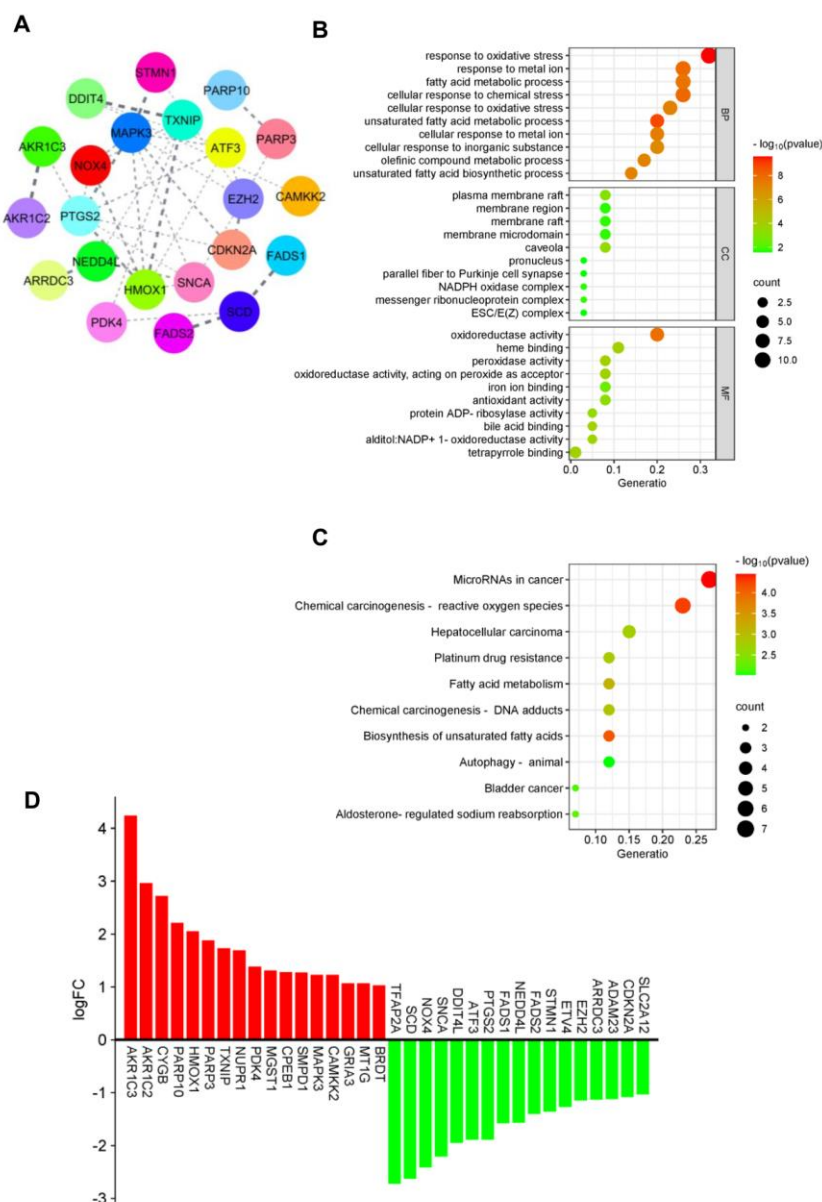 A
STMN1
DDIT4
PARP10
TXNIP
MAPK3
AKR1C3
ATF3
PARP3
NOX4
EZH2
CAMKK2
AKR1C2
PTGS2
CDKN2A
NEDD4L
FADS1
ARRDC3
HMOX1
SNCA
PDK4
SCD
FADS2
B
response to oxidative stress
response to metal ion
fatty acid metabolic process
cellular response to chemical stress
cellular response to oxidative stress
unsaturated fatty acid metabolic process
cellular response to metal ion
cellular response to inorganic substance
olefinic compound metabolic process
unsaturated fatty acid biosynthetic process
BP
plasma membrane raft
membrane region
membrane raft
membrane microdomain
caveola
pronucleus
parallel fiber to Purkinje cell synapse
NADPH oxidase complex
messenger ribonucleoprotein complex
ESC/E(Z) complex
CC
oxidoreductase activity
heme binding
peroxidase activity
oxidoreductase activity, acting on peroxide as acceptor
iron ion binding
antioxidant activity
protein ADP- ribosylase activity
bile acid binding
alditol:NADP+ 1- oxidoreductase activity
tetrapyrrole binding
MF
0.0 0.1 0.2 0.3
Generatio
- log10(pvalue)
8
6
4
2
count
2.5
5.0
7.5
10.0
C
MicroRNAs in cancer
Chemical carcinogenesis - reactive oxygen species
Hepatocellular carcinoma
Platinum drug resistance
Fatty acid metabolism
Chemical carcinogenesis - DNA adducts
Biosynthesis of unsaturated fatty acids
Autophagy - animal
Bladder cancer
Aldosterone- regulated sodium reabsorption
0.10 0.15 0.20 0.25
Generatio
- log10(pvalue)
4.0
3.5
3.0
2.5
count
2
3
4
5
6
7
D
logFC
4
3
2
1
0
-1
-2
-3
AKR1C3
AKR1C2
CYGB
PARP10
HMOX1
PARP3
TXNIP
NUPR1
PDK4
MGST1
CPEB1
SMPD1
MAPK3
CAMKK2
GRIA3
MT1G
BRDT
TFAP2A
SCD
NOX4
SNCA
DDIT4L
ATF3
PTGS2
FADS1
NEDD4L
FADS2
STMN1
ETV4
EZH2
ARRDC3
ADAM23
CDKN2A
SLC2A12